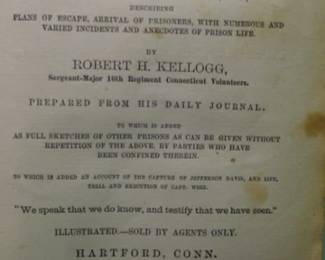 DESCRIBING
PLANS OF ESCAPE, ARRIVAL OF PRISONERS, WITH NUMEROUS AND
VARIED INCIDENTS AND ANECDOTES OF PRISON LIFE.
BY
ROBERT H. KELLOGG,
Sergeant-Major 16th Regiment Connecticut Volunteers.
PREPARED FROM HIS DAILY JOURNAL.
TO WHICH IS ADDED
AS FULL SKETCHES OF OTHER PRISONS AS CAN BE GIVEN WITHOUT
REPETITION OF THE ABOVE, BY PARTIES WHO HAVE
BEEN CONFINED THEREIN.
TO WHICH IS ADDED AN ACCOUNT OF THE CAPTURE OF JEFFERSON DAVIS, AND LIFE,
TRIAL AND EXECUTION OF CAPT. WIRZ.
"We speak that we do know, and testify that we have seen."
ILLUSTRATED.—SOLD BY AGENTS ONLY.
HARTFORD, CONN.